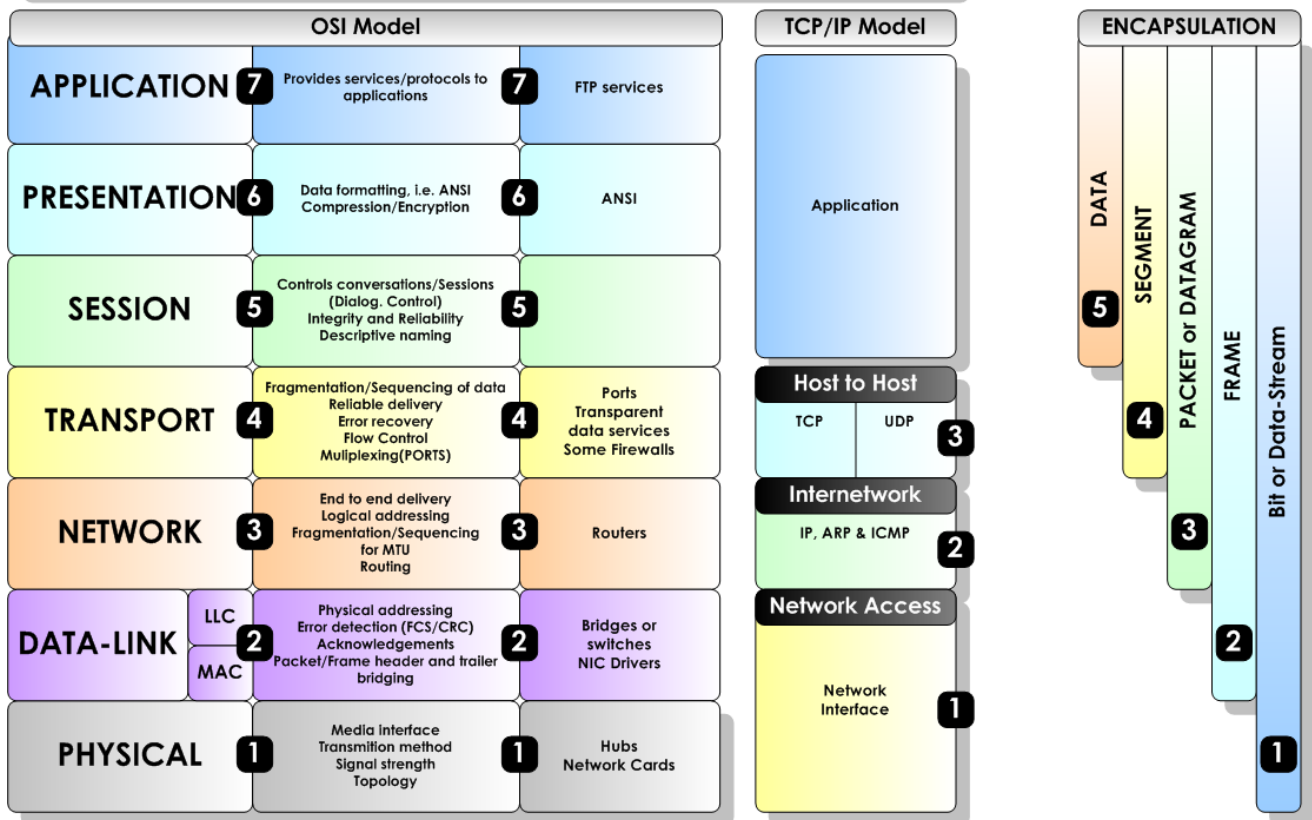 OSI Model
APPLICATION
7
Provides services/protocols to
applications
7
FTP services
PRESENTATION
6
Data formatting, i.e. ANSI
Compression/Encryption
6
ANSI
SESSION
5
Controls conversations/Sessions
(Dialog. Control)
Integrity and Reliability
Descriptive naming
5
TRANSPORT
4
Fragmentation/Sequencing of data
Reliable delivery
Error recovery
Flow Control
Muliplexing(PORTS)
4
Ports
Transparent
data services
Some Firewalls
NETWORK
3
End to end delivery
Logical addressing
Fragmentation/Sequencing
for MTU
Routing
3
Routers
DATA-LINK
LLC
MAC
2
Physical addressing
Error detection (FCS/CRC)
Acknowledgements
Packet/Frame header and trailer
bridging
2
Bridges or
switches
NIC Drivers
PHYSICAL
1
Media interface
Transmition method
Signal strength
Topology
1
Hubs
Network Cards
TCP/IP Model
Application
Host to Host
TCP
UDP
3
Internetwork
IP, ARP & ICMP
2
Network Access
Network
Interface
1
ENCAPSULATION
DATA
5
SEGMENT
4
PACKET or DATAGRAM
3
FRAME
2
Bit or Data-Stream
1